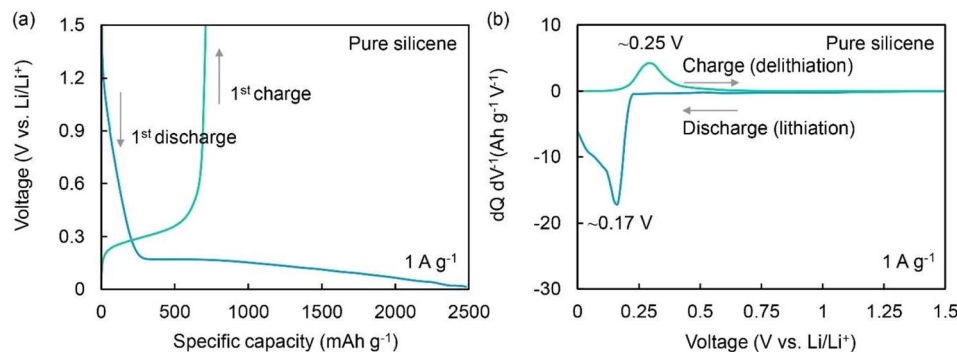 (a)
Pure silicene
1st discharge
1st charge
1 A g-1
Voltage (V vs. Li/Li+)
1.5
1.2
0.9
0.6
0.3
0
0
500
1000
1500
2000
2500
Specific capacity (mAh g-1)
(b)
~0.25 V
Pure silicene
Charge (delithiation)
Discharge (lithiation)
~0.17 V
1 A g-1
dQ dV-1(Ah g-1 V-1)
10
0
-10
-20
-30
0
0.25
0.5
0.75
1
1.25
1.5
Voltage (V vs. Li/Li+)